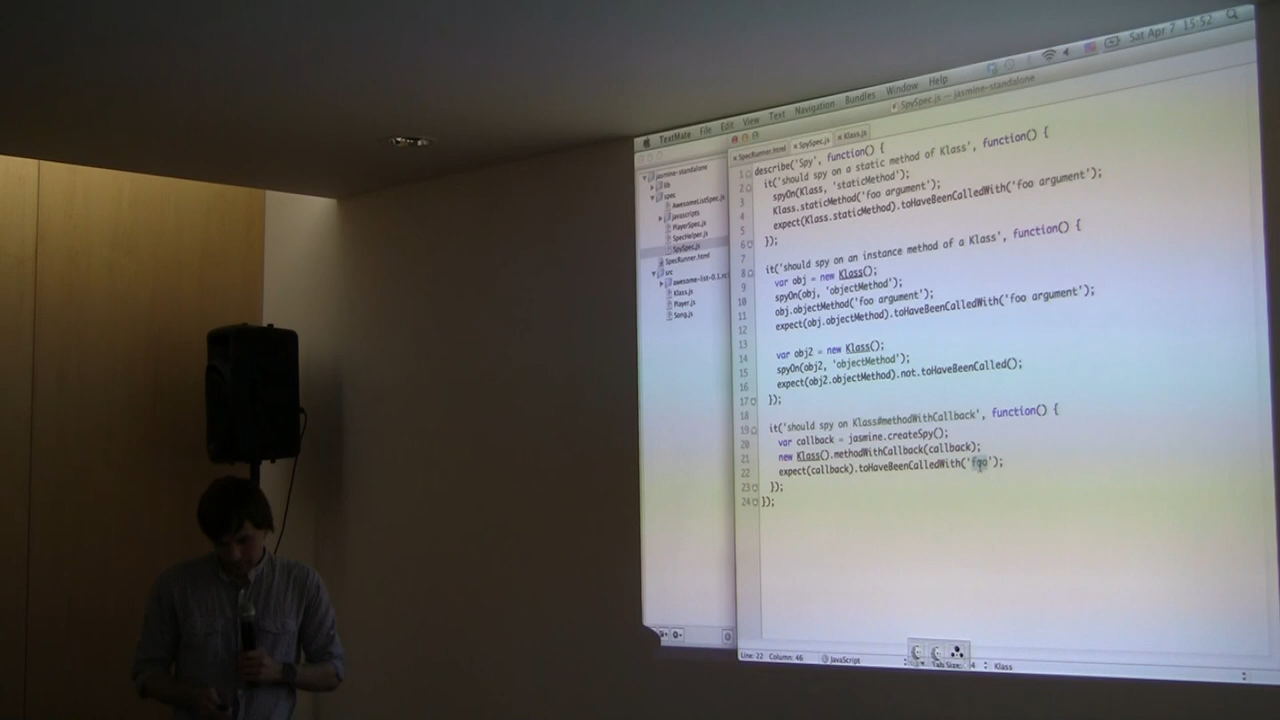 TextMate File Edit View Text Navigation Bundles Window Help
Sat Apr 7 15:52
SpySpec.js — jasmine-standalone
SpecRunner.html
SpySpec.js
Klass.js
jasmine-standalone
lib
spec
AwesomeListSpec.js
javascripts
PlayerSpec.js
SpecHelper.js
SpySpec.js
SpecRunner.html
src
awesome-list-0.1.rc
Klass.js
Player.js
Song.js
1 describe('Spy', function() {
2 it('should spy on a static method of Klass', function() {
3 spyOn(Klass, 'staticMethod');
4 Klass.staticMethod('foo argument');
5 expect(Klass.staticMethod).toHaveBeenCalledWith('foo argument');
6 });
7
8 it('should spy on an instance method of a Klass', function() {
9 var obj = new Klass();
10 spyOn(obj, 'objectMethod');
11 obj.objectMethod('foo argument');
12 expect(obj.objectMethod).toHaveBeenCalledWith('foo argument');
13
14 var obj2 = new Klass();
15 spyOn(obj2, 'objectMethod');
16 expect(obj2.objectMethod).not.toHaveBeenCalled();
17 });
18
19 it('should spy on Klass#methodWithCallback', function() {
20 var callback = jasmine.createSpy();
21 new Klass().methodWithCallback(callback);
22 expect(callback).toHaveBeenCalledWith('foo');
23 });
24 });
Line: 22 Column: 46 JavaScript Tab Size: 4 Klass